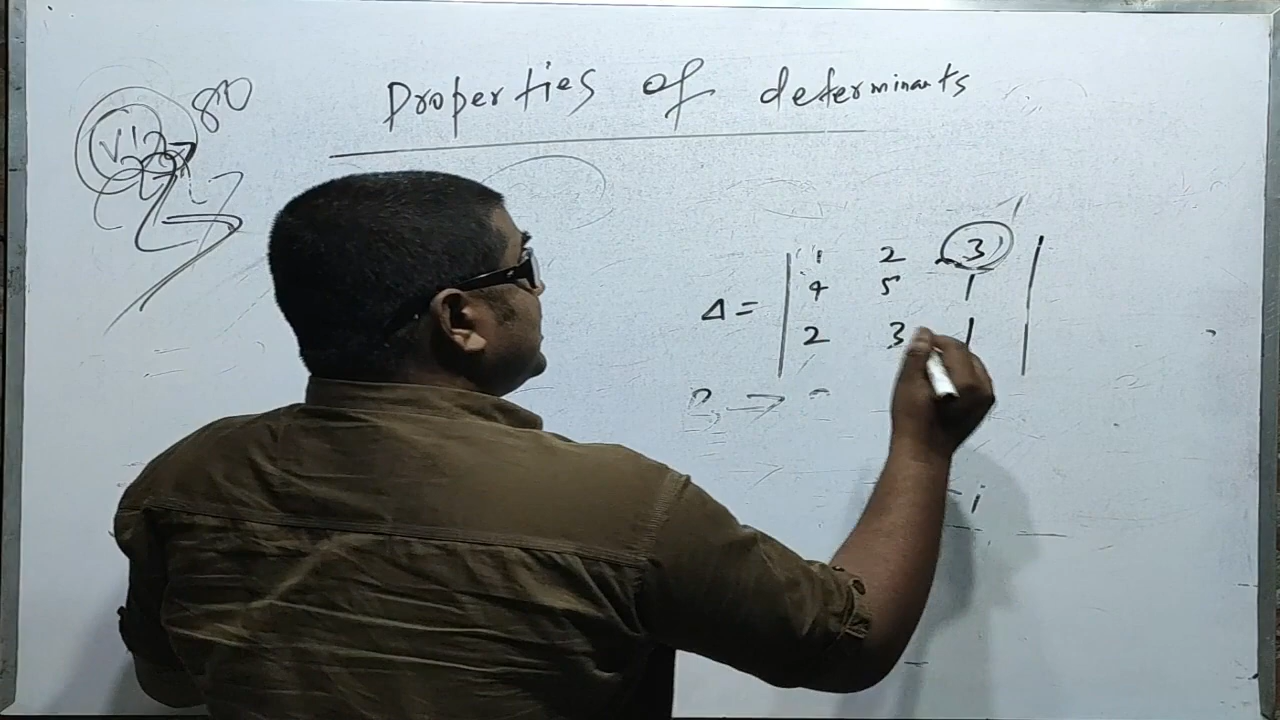 Properties of determinants
80
1 2 3
Δ = 4 5 1
2 3 1